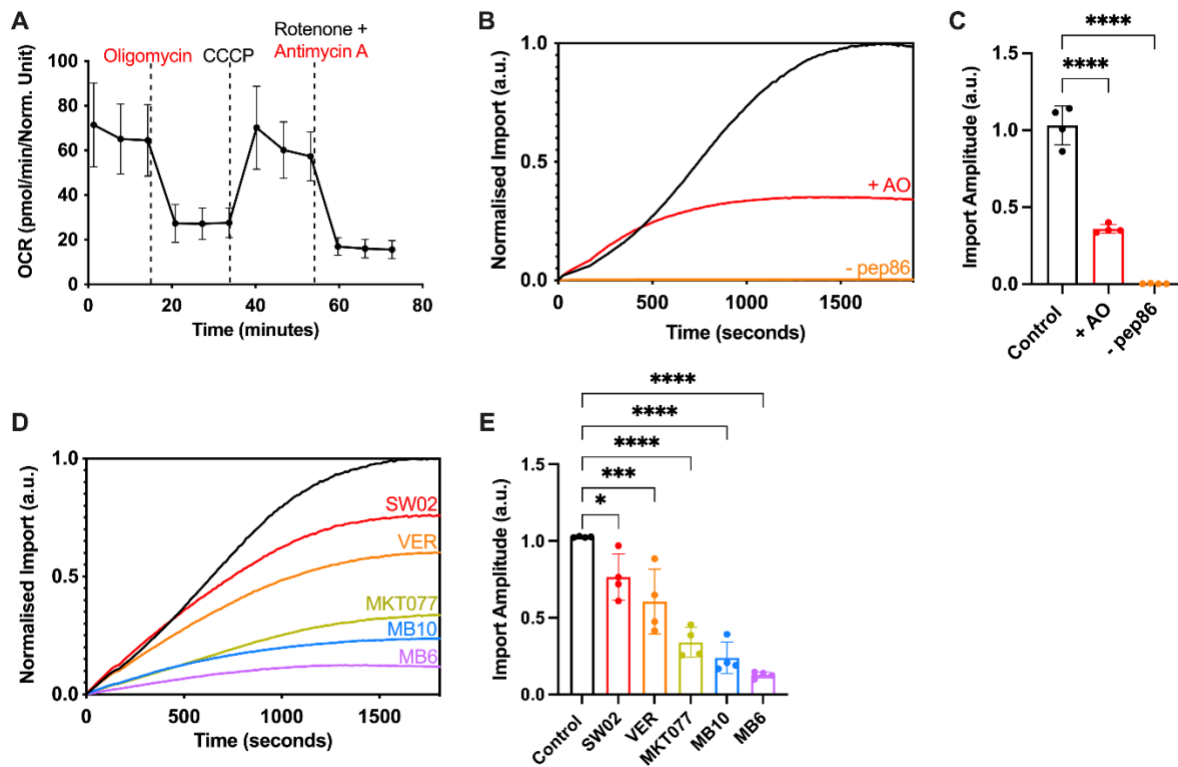 A
Oligomycin CCCP Rotenone +
Antimycin A
OCR (pmol/min/Norm. Unit)
100
80
60
40
20
0
0 20 40 60 80
Time (minutes)
B
Normalised Import (a.u.)
1.0
0.5
0.0
+ AO
- pep86
0 500 1000 1500
Time (seconds)
C
****
****
Import Amplitude (a.u.)
1.5
1.0
0.5
0.0
Control
+ AO
- pep86
D
Normalised Import (a.u.)
1.0
0.5
0.0
SW02
VER
MKT077
MB10
MB6
0 500 1000 1500
Time (seconds)
E
****
****
****
***
*
Import Amplitude (a.u.)
1.5
1.0
0.5
0.0
Control
SW02
VER
MKT077
MB10
MB6